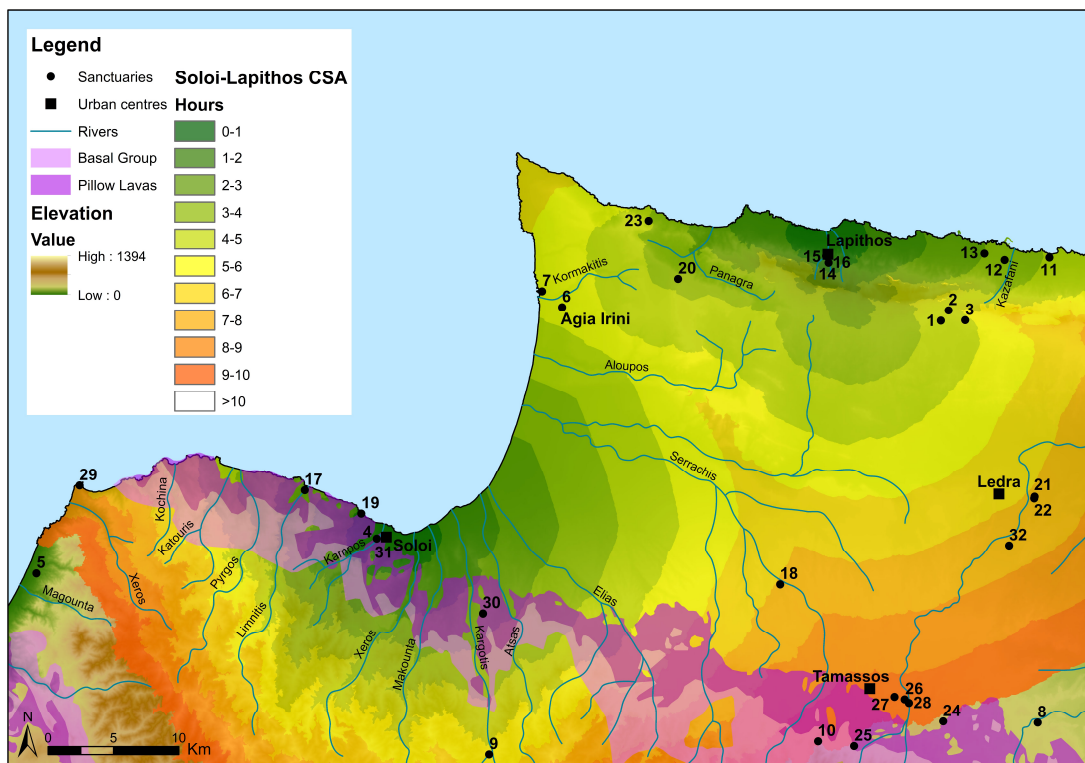 Legend
Sanctuaries
Urban centres
Rivers
Basal Group
Pillow Lavas
Elevation
Value
High : 1394
Low : 0
Soloi-Lapithos CSA
Hours
0-1
1-2
2-3
3-4
4-5
5-6
6-7
7-8
8-9
9-10
>10
23
Lapithos
15
16
14
13
12
11
Kazafani
20
Panagra
Kormakitis
7
6
Agia Irini
2
1
3
Aloupos
Serrachis
Ledra
21
22
32
18
29
17
19
4
Soloi
31
Kochina
Katouris
Pyrgos
Karnpos
5
Magounta
Xeros
Limnitis
Xeros
Makounta
30
Kargotis
Atsas
Elias
Tamassos
26
27
28
24
8
10
25
9
N
0
5
10
Km